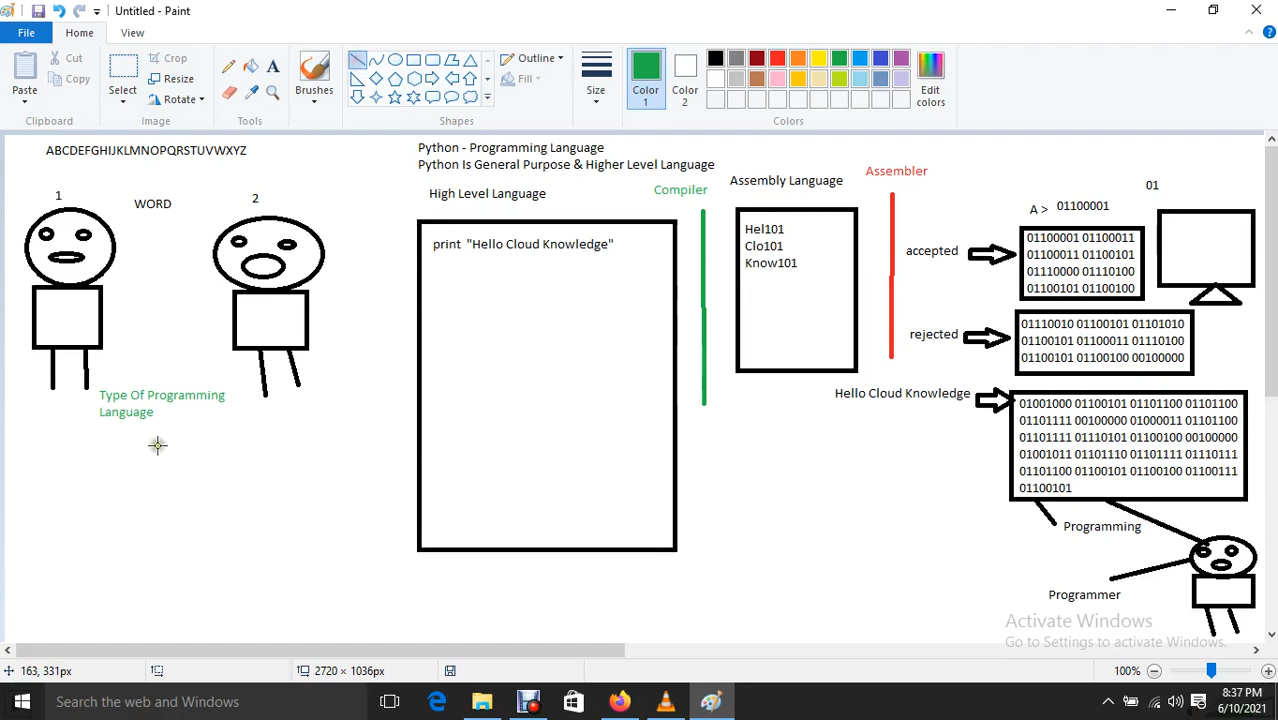 Untitled - Paint
File
Home
View
Paste
Cut
Copy
Clipboard
Select
Crop
Resize
Rotate
Image
A
Tools
Brushes
Shapes
Outline
Fill
Size
Color
1
Color
2
Edit
colors
Colors
ABCDEFGHIJKLMNOPQRSTUVWXYZ
1
WORD
2
Type Of Programming
Language
Python - Programming Language
Python Is General Purpose & Higher Level Language
High Level Language
print "Hello Cloud Knowledge"
Compiler
Assembly Language
Hel101
Clo101
Know101
Assembler
01
A > 01100001
accepted
01100001 01100011
01100011 01100101
01110000 01110100
01100101 01100100
rejected
01110010 01100101 01101010
01100101 01100011 01110100
01100101 01100100 00100000
Hello Cloud Knowledge
01001000 01100101 01101100 01101100
01101111 00100000 01000011 01101100
01101111 01110101 01100100 00100000
01001011 01101110 01101111 01110111
01101100 01100101 01100100 01100111
01100101
Programming
Programmer
Activate Windows
Go to Settings to activate Windows.
163, 331px
2720 × 1036px
100%
Search the web and Windows
8:37 PM
6/10/2021